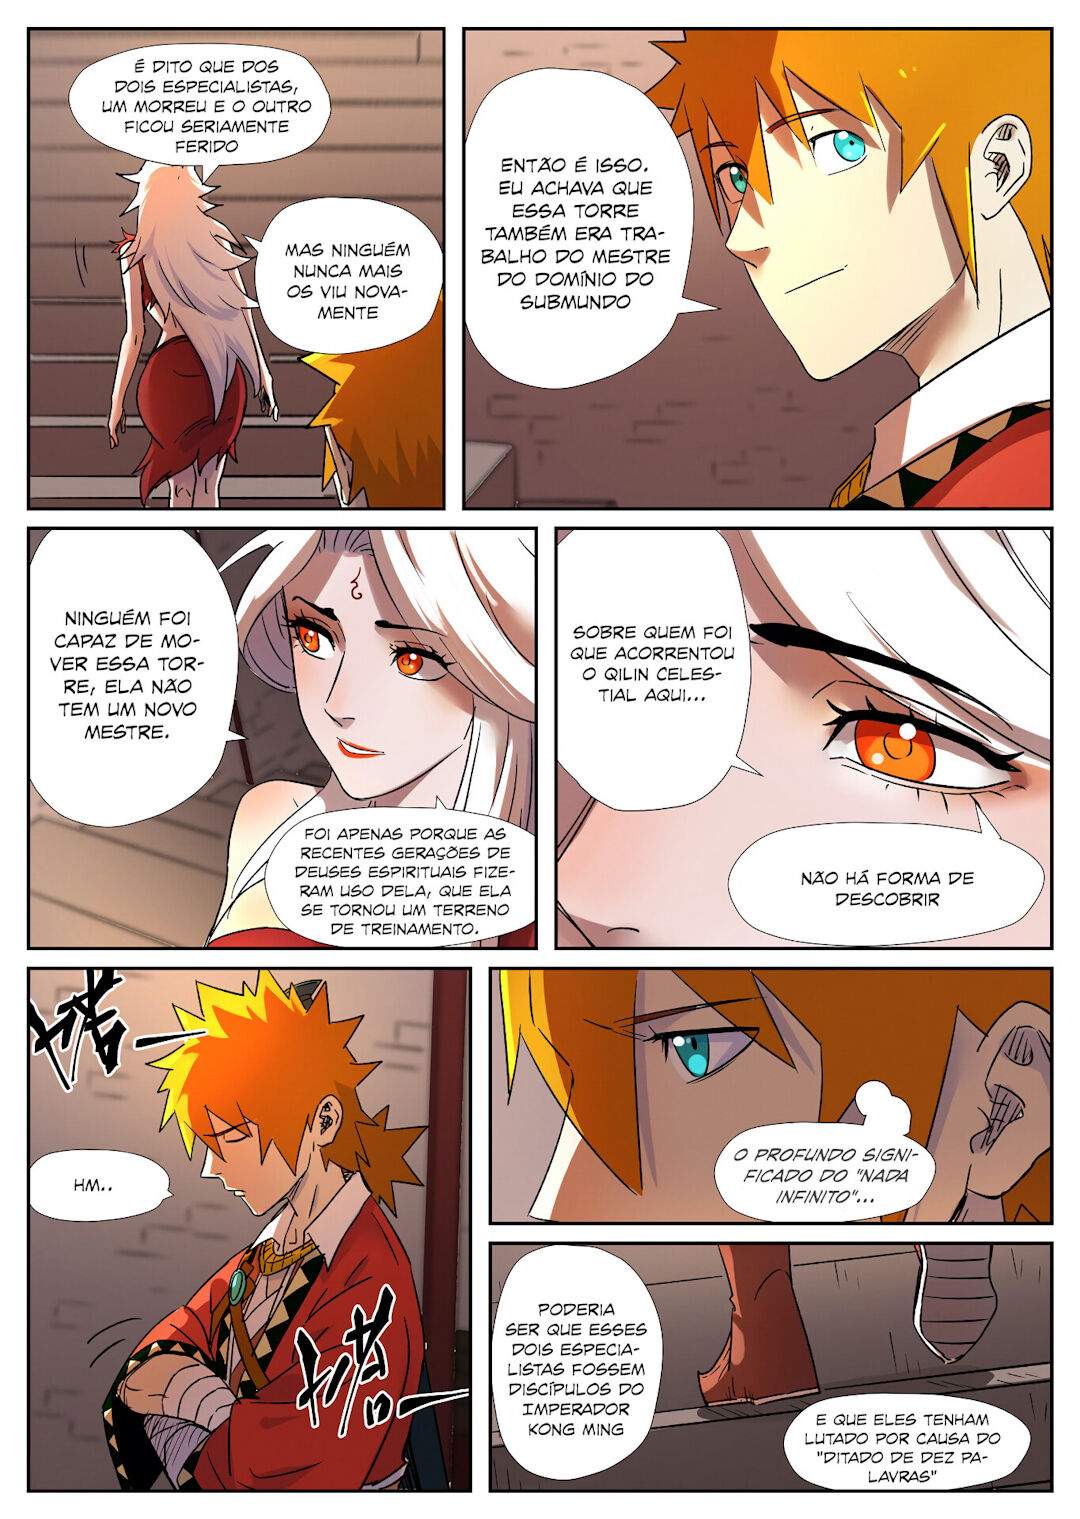 É DITO QUE DOS
DOIS ESPECIALISTAS,
UM MORREU E O OUTRO
FICOU SERIAMENTE
FERIDO
MAS NINGUÉM
NUNCA MAIS
OS VIU NOVA-
MENTE
ENTÃO É ISSO.
EU ACHAVA QUE
ESSA TORRE
TAMBÉM ERA TRA-
BALHO DO MESTRE
DO DOMÍNIO DO
SUBMUNDO
NINGUÉM FOI
CAPAZ DE MO-
VER ESSA TOR-
RE, ELA NÃO
TEM UM NOVO
MESTRE.
FOI APENAS PORQUE AS
RECENTES GERAÇÕES DE
DEUSES ESPIRITUAIS FIZE-
RAM USO DELA, QUE ELA
SE TORNOU UM TERRENO
DE TREINAMENTO.
SOBRE QUEM FOI
QUE ACORRENTOU
O QILIN CELES-
TIAL AQUI...
NÃO HÁ FORMA DE
DESCOBRIR
HM..
O PROFUNDO SIGNI-
FICADO DO "NADA
INFINITO"...
PODERIA
SER QUE ESSES
DOIS ESPECIA-
LISTAS FOSSEM
DISCÍPULOS DO
IMPERADOR
KONG MING
E QUE ELES TENHAM
LUTADO POR CAUSA DO
"DITADO DE DEZ PA-
LAVRAS"